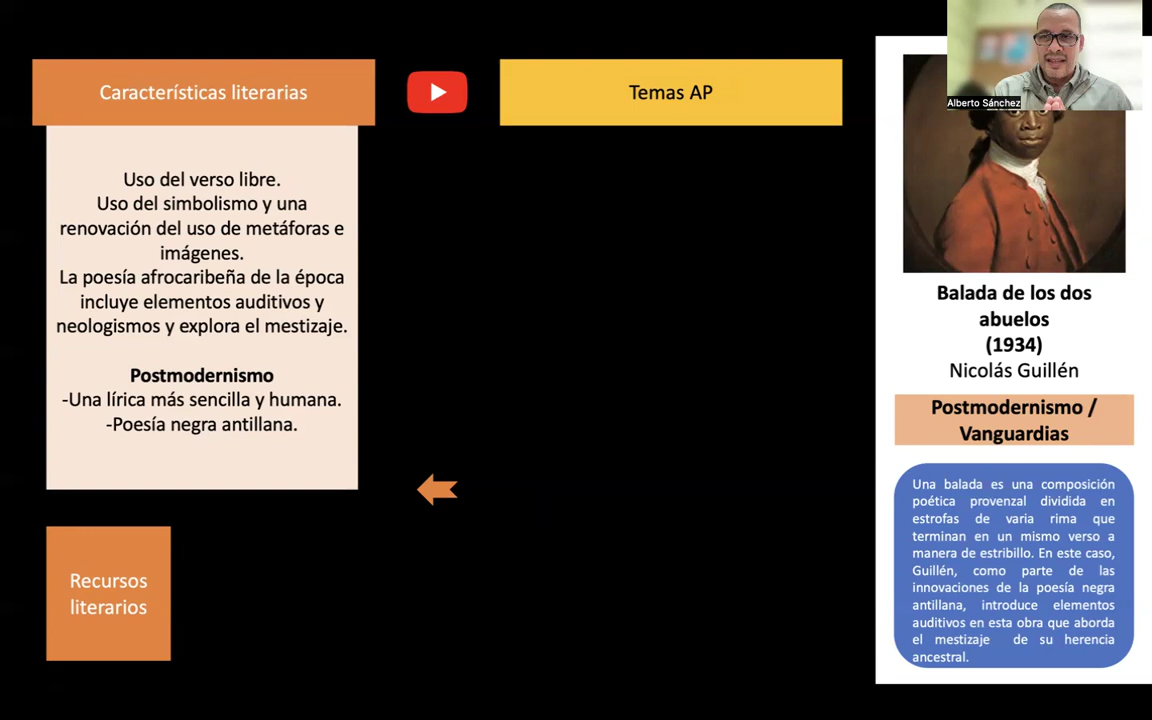 Características literarias
Temas AP
Alberto Sánchez
Uso del verso libre.
Uso del simbolismo y una
renovación del uso de metáforas e
imágenes.
La poesía afrocaribeña de la época
incluye elementos auditivos y
neologismos y explora el mestizaje.
Postmodernismo
-Una lírica más sencilla y humana.
-Poesía negra antillana.
Recursos
literarios
Balada de los dos
abuelos
(1934)
Nicolás Guillén
Postmodernismo /
Vanguardias
Una balada es una composición
poética provenzal dividida en
estrofas de varia rima que
terminan en un mismo verso a
manera de estribillo. En este caso,
Guillén, como parte de las
innovaciones de la poesía negra
antillana, introduce elementos
auditivos en esta obra que aborda
el mestizaje de su herencia
ancestral.